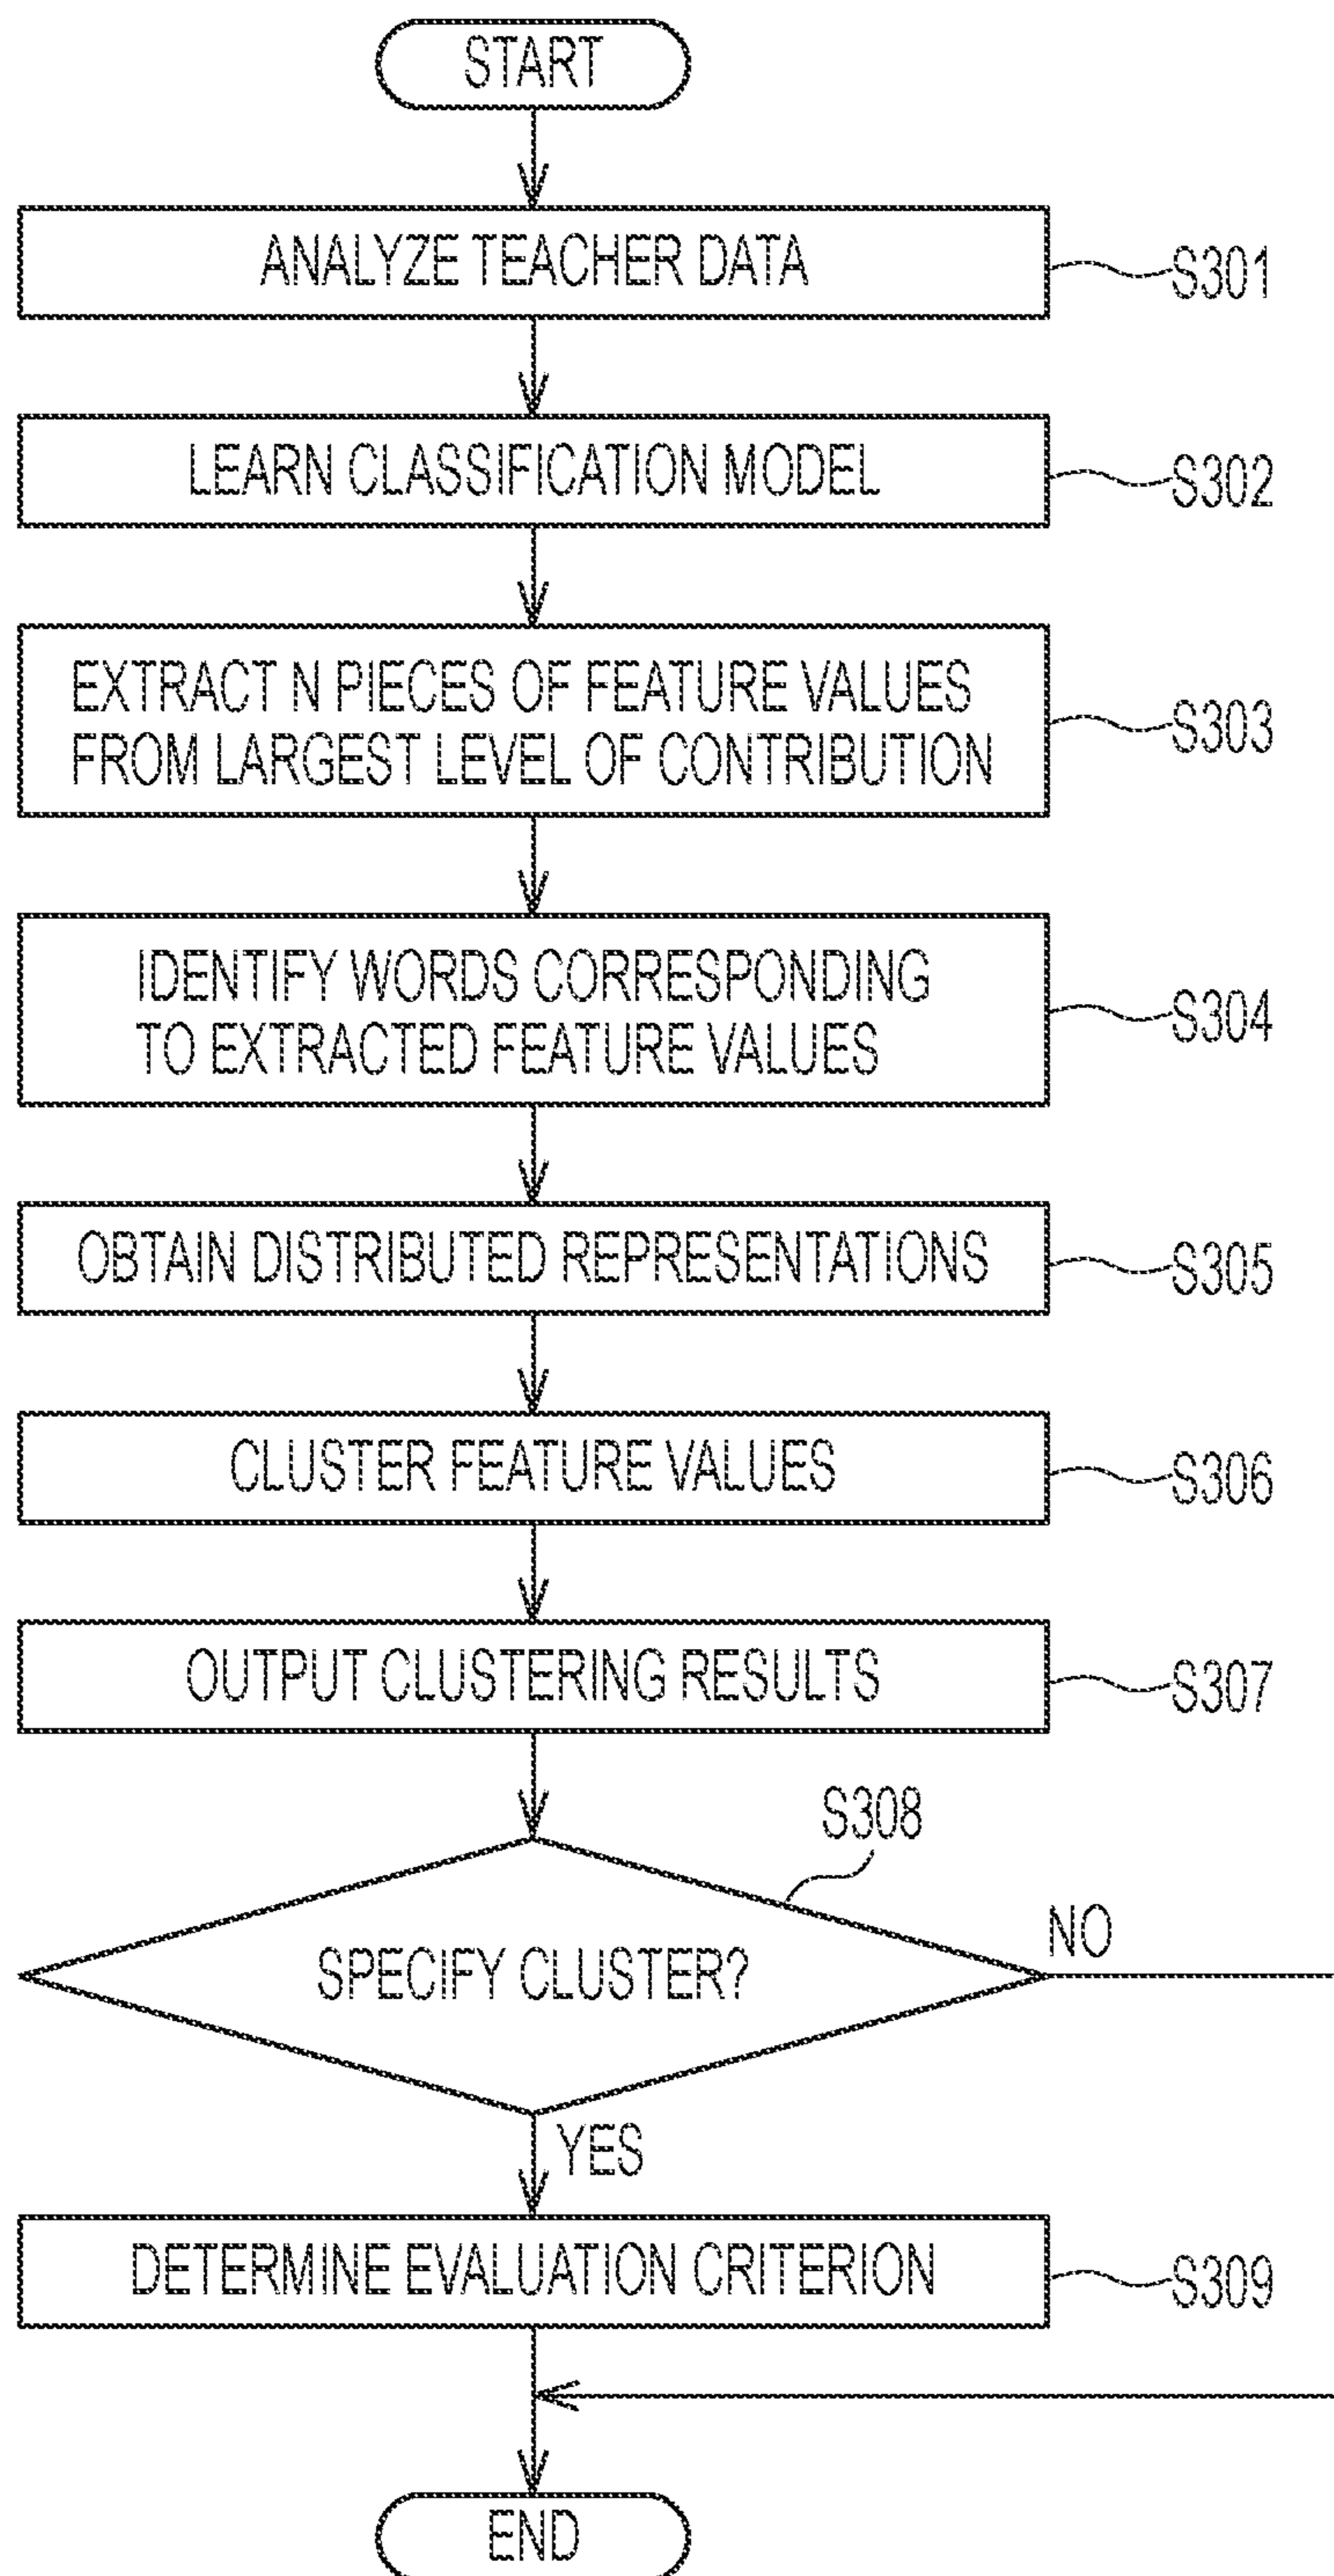 START
ANALYZE TEACHER DATA
S301
LEARN CLASSIFICATION MODEL
S302
EXTRACT N PIECES OF FEATURE VALUES
FROM LARGEST LEVEL OF CONTRIBUTION
S303
IDENTIFY WORDS CORRESPONDING
TO EXTRACTED FEATURE VALUES
S304
OBTAIN DISTRIBUTED REPRESENTATIONS
S305
CLUSTER FEATURE VALUES
S306
OUTPUT CLUSTERING RESULTS
S307
S308
SPECIFY CLUSTER?
NO
YES
DETERMINE EVALUATION CRITERION
S309
END